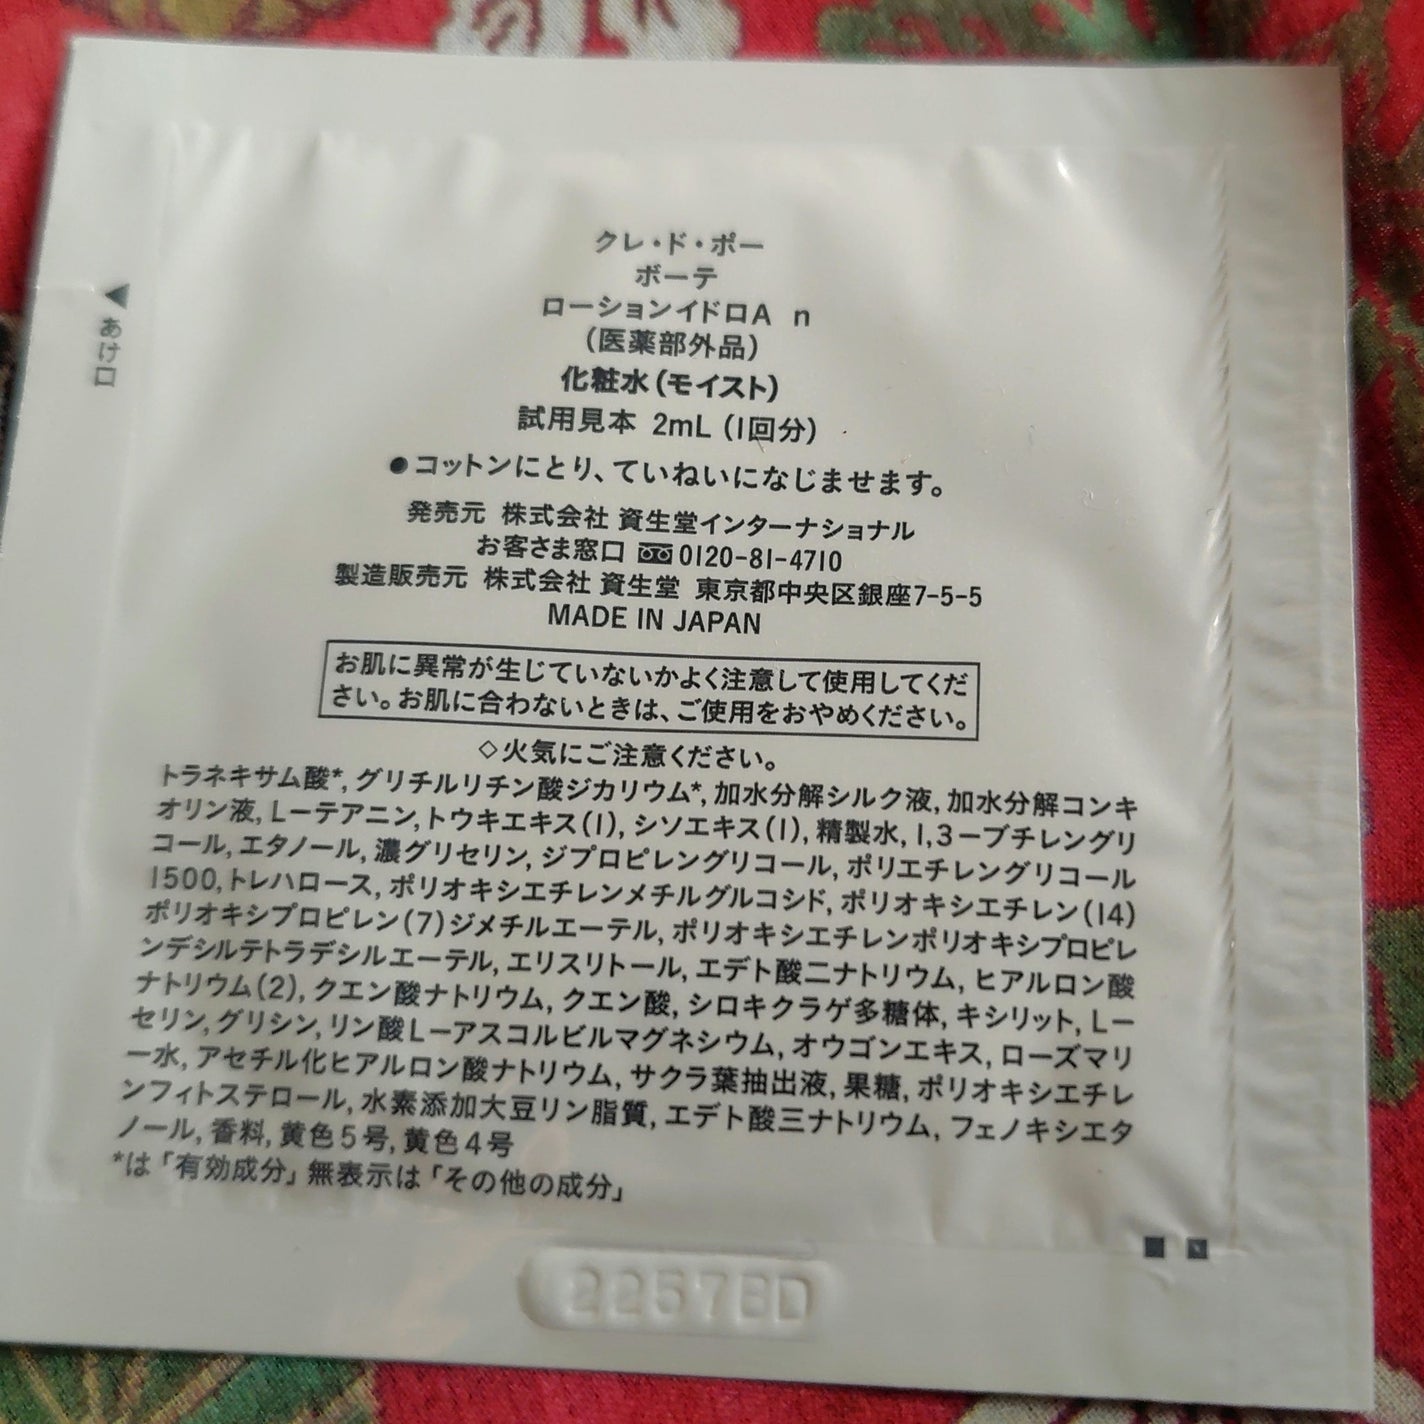 クレ・ド・ポー
ボーテ
ローションイドロA n
(医薬部外品)
化粧水(モイスト)
試用見本 2mL (1回分)
●コットンにとり、ていねいになじませます。
発売元 株式会社 資生堂インターナショナル
お客さま窓口 0120-81-4710
製造販売元 株式会社 資生堂 東京都中央区銀座7-5-5
MADE IN JAPAN
お肌に異常が生じていないかよく注意して使用してくだ
さい。お肌に合わないときは、ご使用をおやめください。
◇火気にご注意ください。
トラネキサム酸*, グリチルリチン酸ジカリウム*, 加水分解シルク液, 加水分解コンキ
オリン液, L－テアニン, トウキエキス(1), シソエキス(1), 精製水, 1,3－ブチレングリ
コール, エタノール, 濃グリセリン, ジプロピレングリコール, ポリエチレングリコール
1500, トレハロース, ポリオキシエチレンメチルグルコシド, ポリオキシエチレン(14)
ポリオキシプロピレン(7)ジメチルエーテル, ポリオキシエチレンポリオキシプロピレ
ンデシルテトラデシルエーテル, エリスリトール, エデト酸二ナトリウム, ヒアルロン酸
ナトリウム(2), クエン酸ナトリウム, クエン酸, シロキクラゲ多糖体, キシリット, L－
セリン, グリシン, リン酸L－アスコルビルマグネシウム, オウゴンエキス, ローズマリ
ー水, アセチル化ヒアルロン酸ナトリウム, サクラ葉抽出液, 果糖, ポリオキシエチレ
ンフィトステロール, 水素添加大豆リン脂質, エデト酸三ナトリウム, フェノキシエタ
ノール, 香料, 黄色5号, 黄色4号
*は「有効成分」無表示は「その他の成分」
◀あけ口